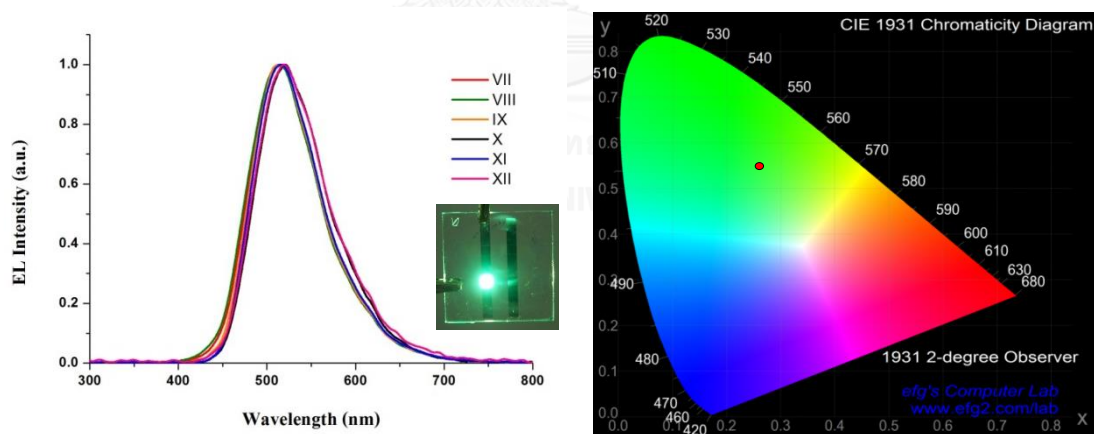 EL Intensity (a.u.)
1.0
0.8
0.6
0.4
0.2
0.0
300 400 500 600 700 800
Wavelength (nm)
VII
VIII
IX
X
XI
XII
CIE 1931 Chromaticity Diagram
y
0.8
0.7
0.6
0.5
0.4
0.3
0.2
0.1
0.0
0.0 0.1 0.2 0.3 0.4 0.5 0.6 0.7 0.8
x
520
530
540
550
560
570
580
590
600
610
630
680
510
490
480
470
460
420
1931 2-degree Observer
efg's Computer Lab
www.efg2.com/lab